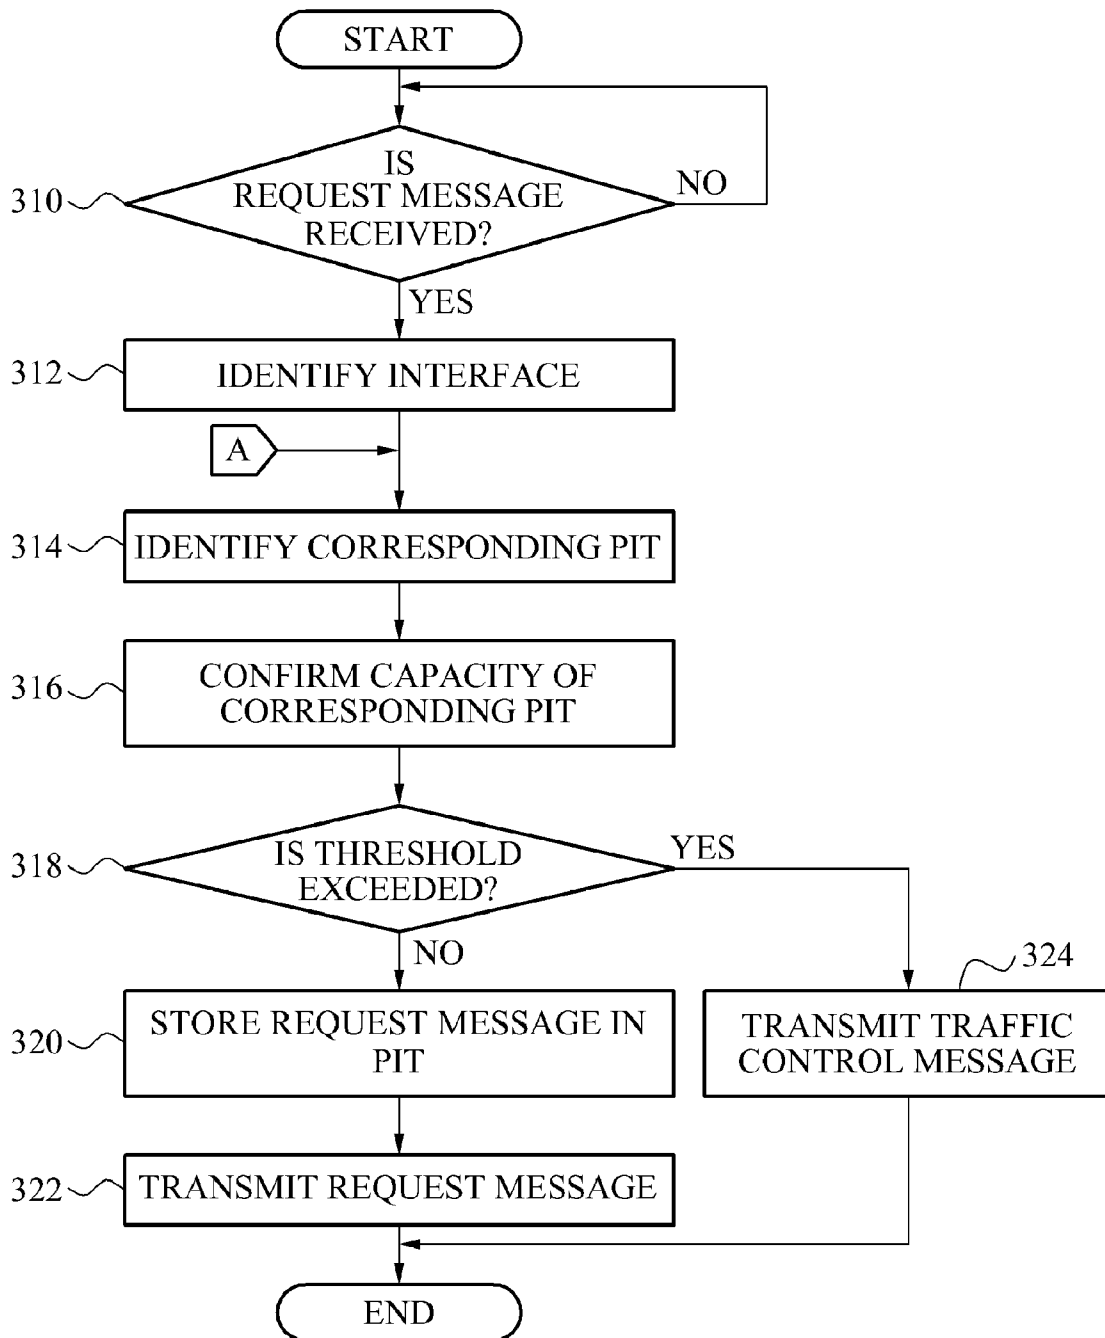 START
310
IS
REQUEST MESSAGE
RECEIVED?
NO
YES
312
IDENTIFY INTERFACE
A
314
IDENTIFY CORRESPONDING PIT
316
CONFIRM CAPACITY OF
CORRESPONDING PIT
318
IS THRESHOLD
EXCEEDED?
YES
NO
324
320
STORE REQUEST MESSAGE IN
PIT
TRANSMIT TRAFFIC
CONTROL MESSAGE
322
TRANSMIT REQUEST MESSAGE
END